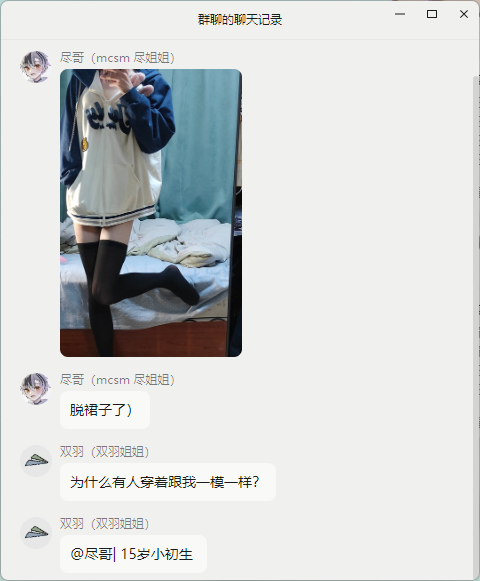 群聊的聊天记录
尽哥（mcsm 尽姐姐）
尽哥（mcsm 尽姐姐）
脱裙子了）
双羽（双羽姐姐）
为什么有人穿着跟我一模一样？
双羽（双羽姐姐）
@尽哥| 15岁小初生